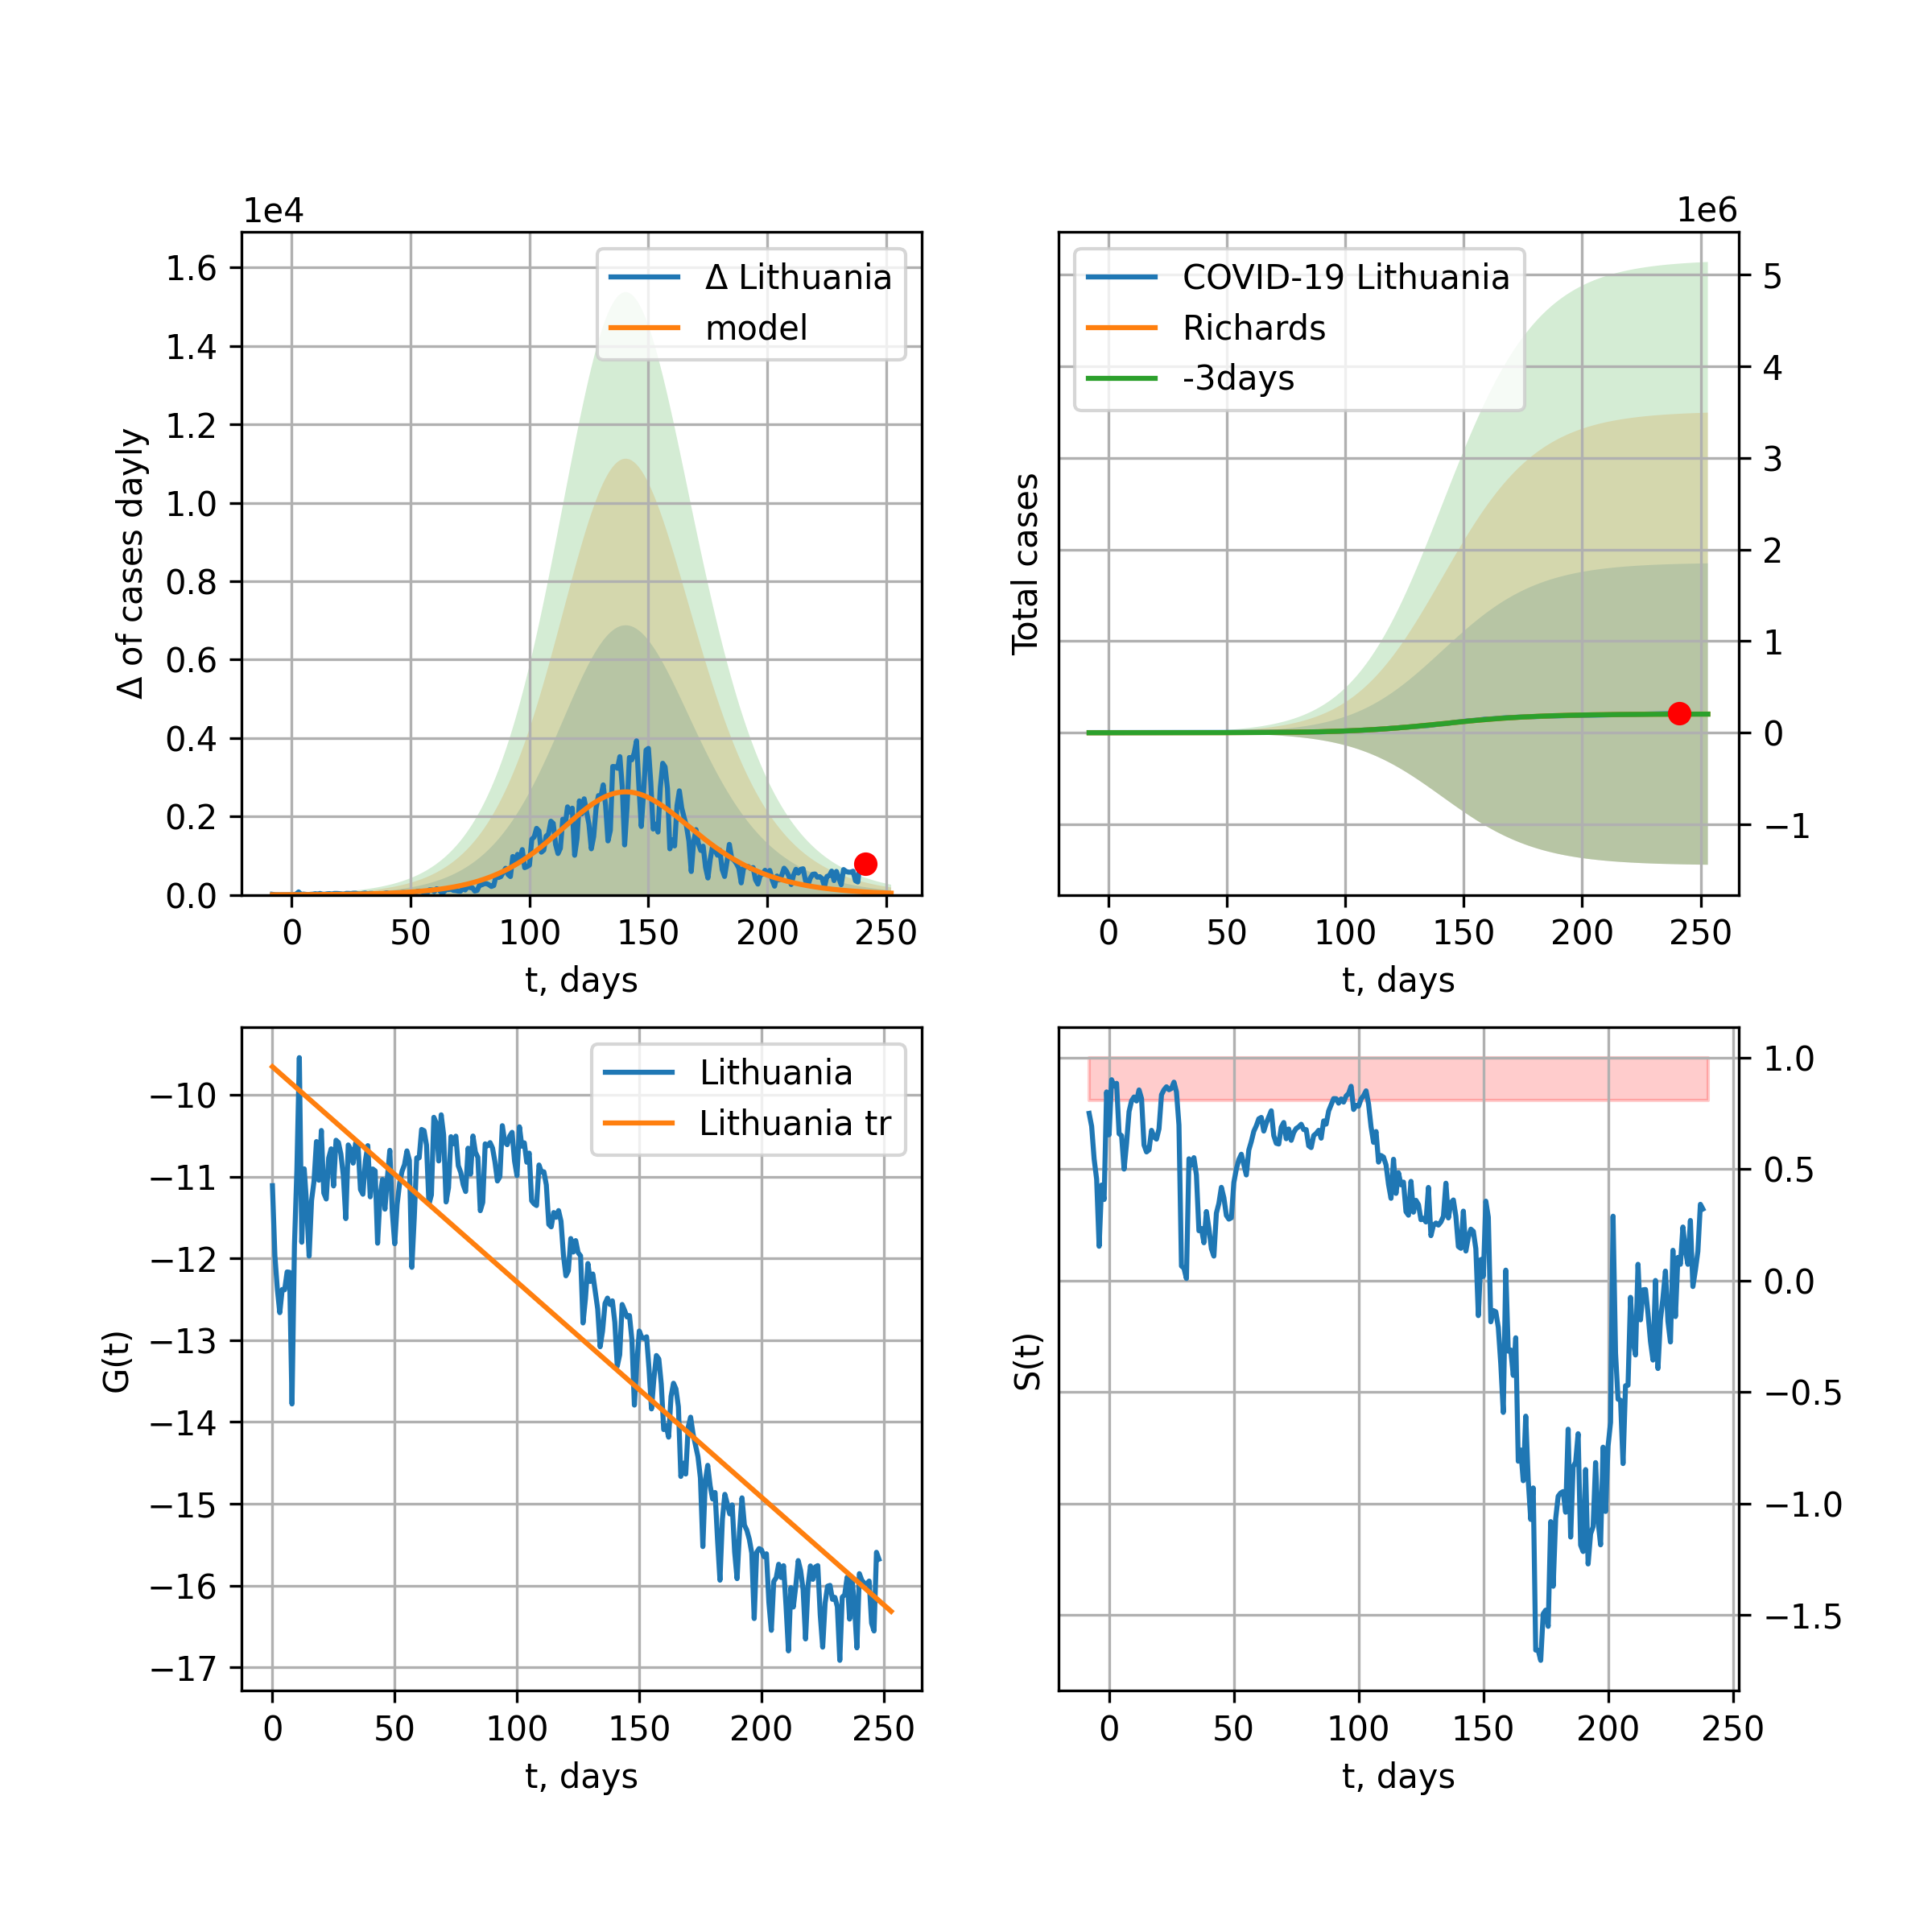 1e4
Δ of cases dayly
1.6
1.4
1.2
1.0
0.8
0.6
0.4
0.2
0.0
Δ Lithuania
model
0 50 100 150 200 250
t, days
1e6
Total cases
COVID-19 Lithuania
Richards
-3days
5
4
3
2
1
0
−1
0 50 100 150 200 250
t, days
G(t)
−10
−11
−12
−13
−14
−15
−16
−17
Lithuania
Lithuania tr
0 50 100 150 200 250
t, days
S(t)
1.0
0.5
0.0
−0.5
−1.0
−1.5
0 50 100 150 200 250
t, days